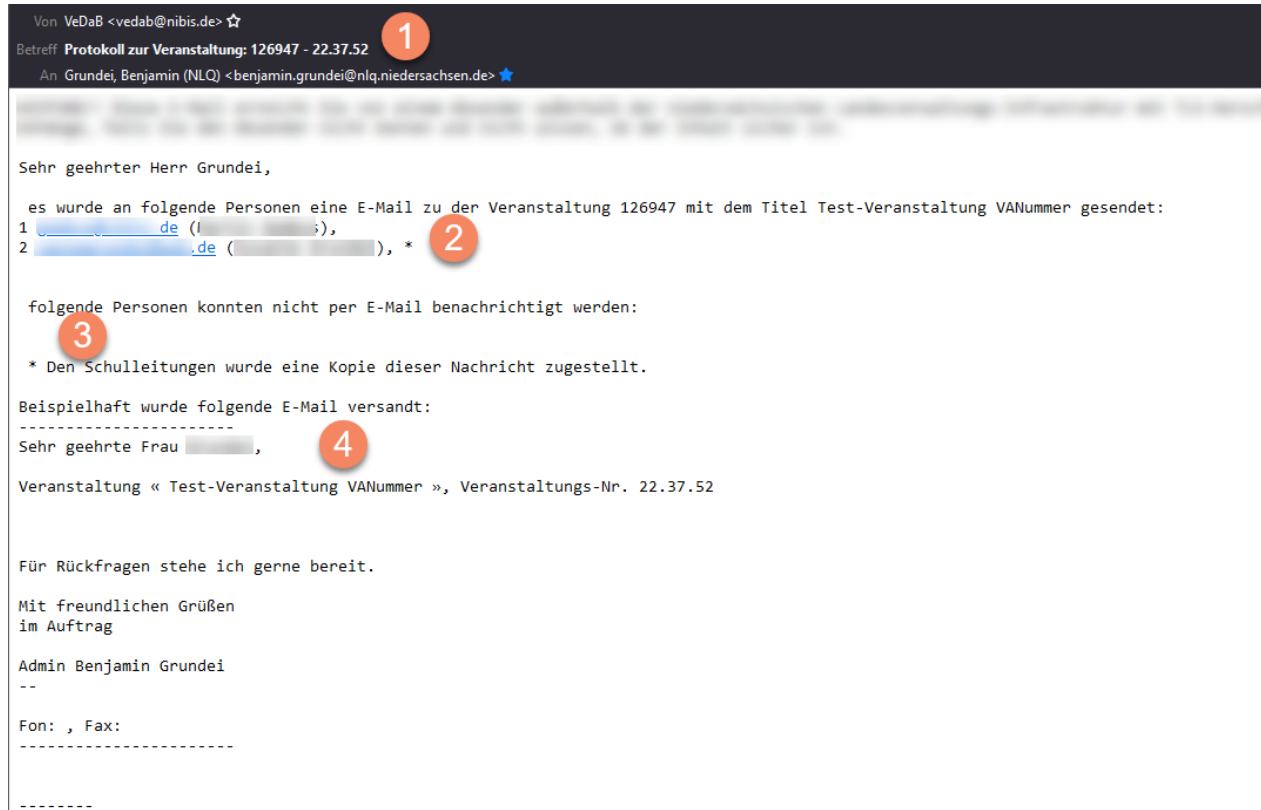 Von VeDaB <vedab@nibis.de>
Betreff Protokoll zur Veranstaltung: 126947 - 22.37.52
1
An Grundei, Benjamin (NLQ) <benjamin.grundei@nlq.niedersachsen.de>
Sehr geehrter Herr Grundei,
es wurde an folgende Personen eine E-Mail zu der Veranstaltung 126947 mit dem Titel Test-Veranstaltung VANummer gesendet:
1 de (
),
2 .de ( ), *
2
folgende Personen konnten nicht per E-Mail benachrichtigt werden:
3
* Den Schulleitungen wurde eine Kopie dieser Nachricht zugestellt.
Beispielhaft wurde folgende E-Mail versandt:
-----------------------
Sehr geehrte Frau ,
4
Veranstaltung « Test-Veranstaltung VANummer », Veranstaltungs-Nr. 22.37.52
Für Rückfragen stehe ich gerne bereit.
Mit freundlichen Grüßen
im Auftrag
Admin Benjamin Grundei
--
Fon: , Fax:
-----------------------
--------